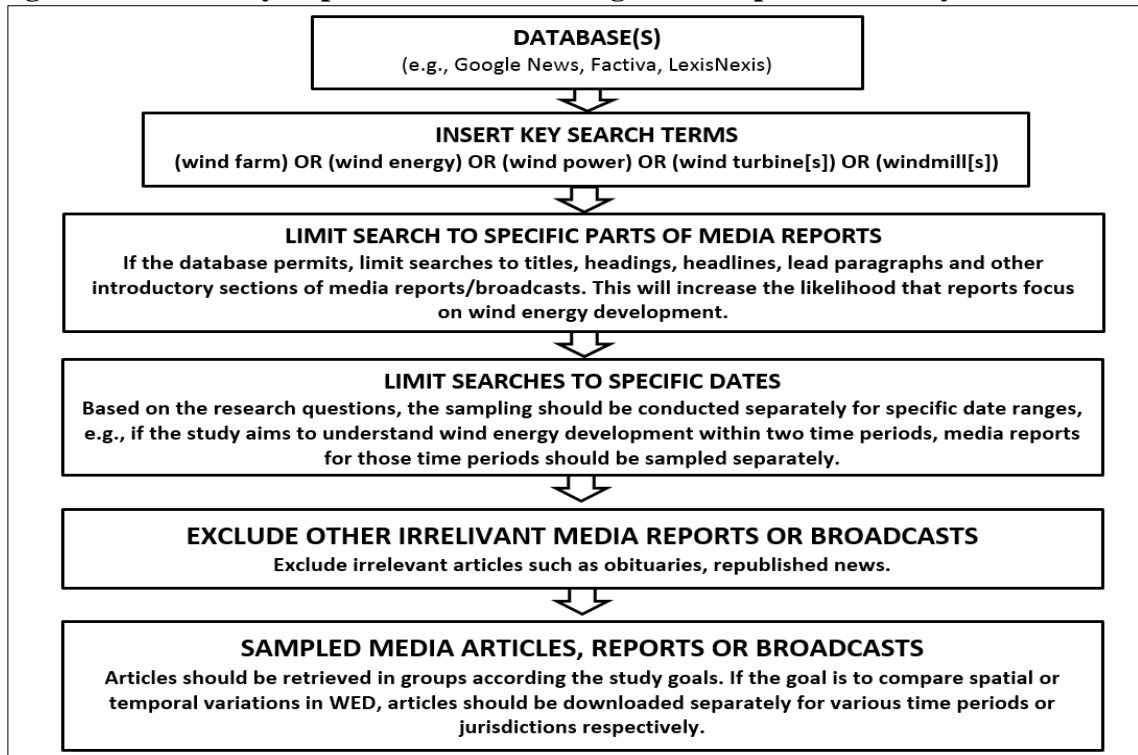 DATABASE(S)
(e.g., Google News, Factiva, LexisNexis)
INSERT KEY SEARCH TERMS
(wind farm) OR (wind energy) OR (wind power) OR (wind turbine[s]) OR (windmill[s])
LIMIT SEARCH TO SPECIFIC PARTS OF MEDIA REPORTS
If the database permits, limit searches to titles, headings, headlines, lead paragraphs and other
introductory sections of media reports/broadcasts. This will increase the likelihood that reports focus
on wind energy development.
LIMIT SEARCHES TO SPECIFIC DATES
Based on the research questions, the sampling should be conducted separately for specific date ranges,
e.g., if the study aims to understand wind energy development within two time periods, media reports
for those time periods should be sampled separately.
EXCLUDE OTHER IRRELIVANT MEDIA REPORTS OR BROADCASTS
Exclude irrelevant articles such as obituaries, republished news.
SAMPLED MEDIA ARTICLES, REPORTS OR BROADCASTS
Articles should be retrieved in groups according the study goals. If the goal is to compare spatial or
temporal variations in WED, articles should be downloaded separately for various time periods or
jurisdictions respectively.